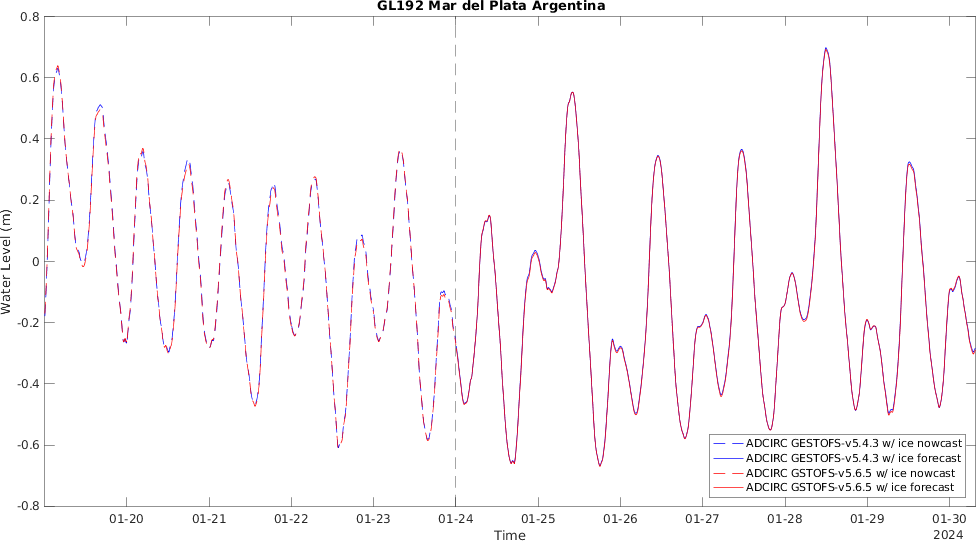 GL192 Mar del Plata Argentina
0.8
0.6
0.4
0.2
0
-0.2
-0.4
-0.6
-0.8
Water Level (m)
ADCIRC GESTOFS-v5.4.3 w/ ice nowcast
ADCIRC GESTOFS-v5.4.3 w/ ice forecast
ADCIRC GSTOFS-v5.6.5 w/ ice nowcast
ADCIRC GSTOFS-v5.6.5 w/ ice forecast
01-20 01-21 01-22 01-23 01-24 01-25 01-26 01-27 01-28 01-29 01-30
Time
2024